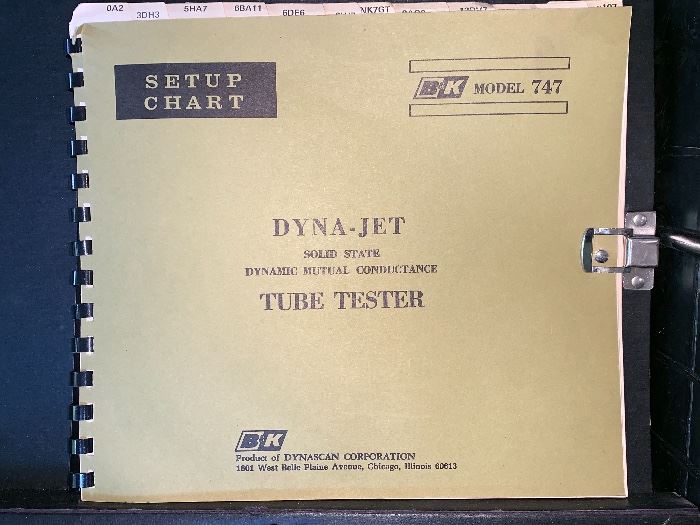 0A2 3DH3 5HA7 6BA11 6DE6 NK7GT
SETUP
CHART
B&K MODEL 747
DYNA-JET
SOLID STATE
DYNAMIC MUTUAL CONDUCTANCE
TUBE TESTER
B&K
Product of DYNASCAN CORPORATION
1801 West Belle Plaine Avenue, Chicago, Illinois 60613